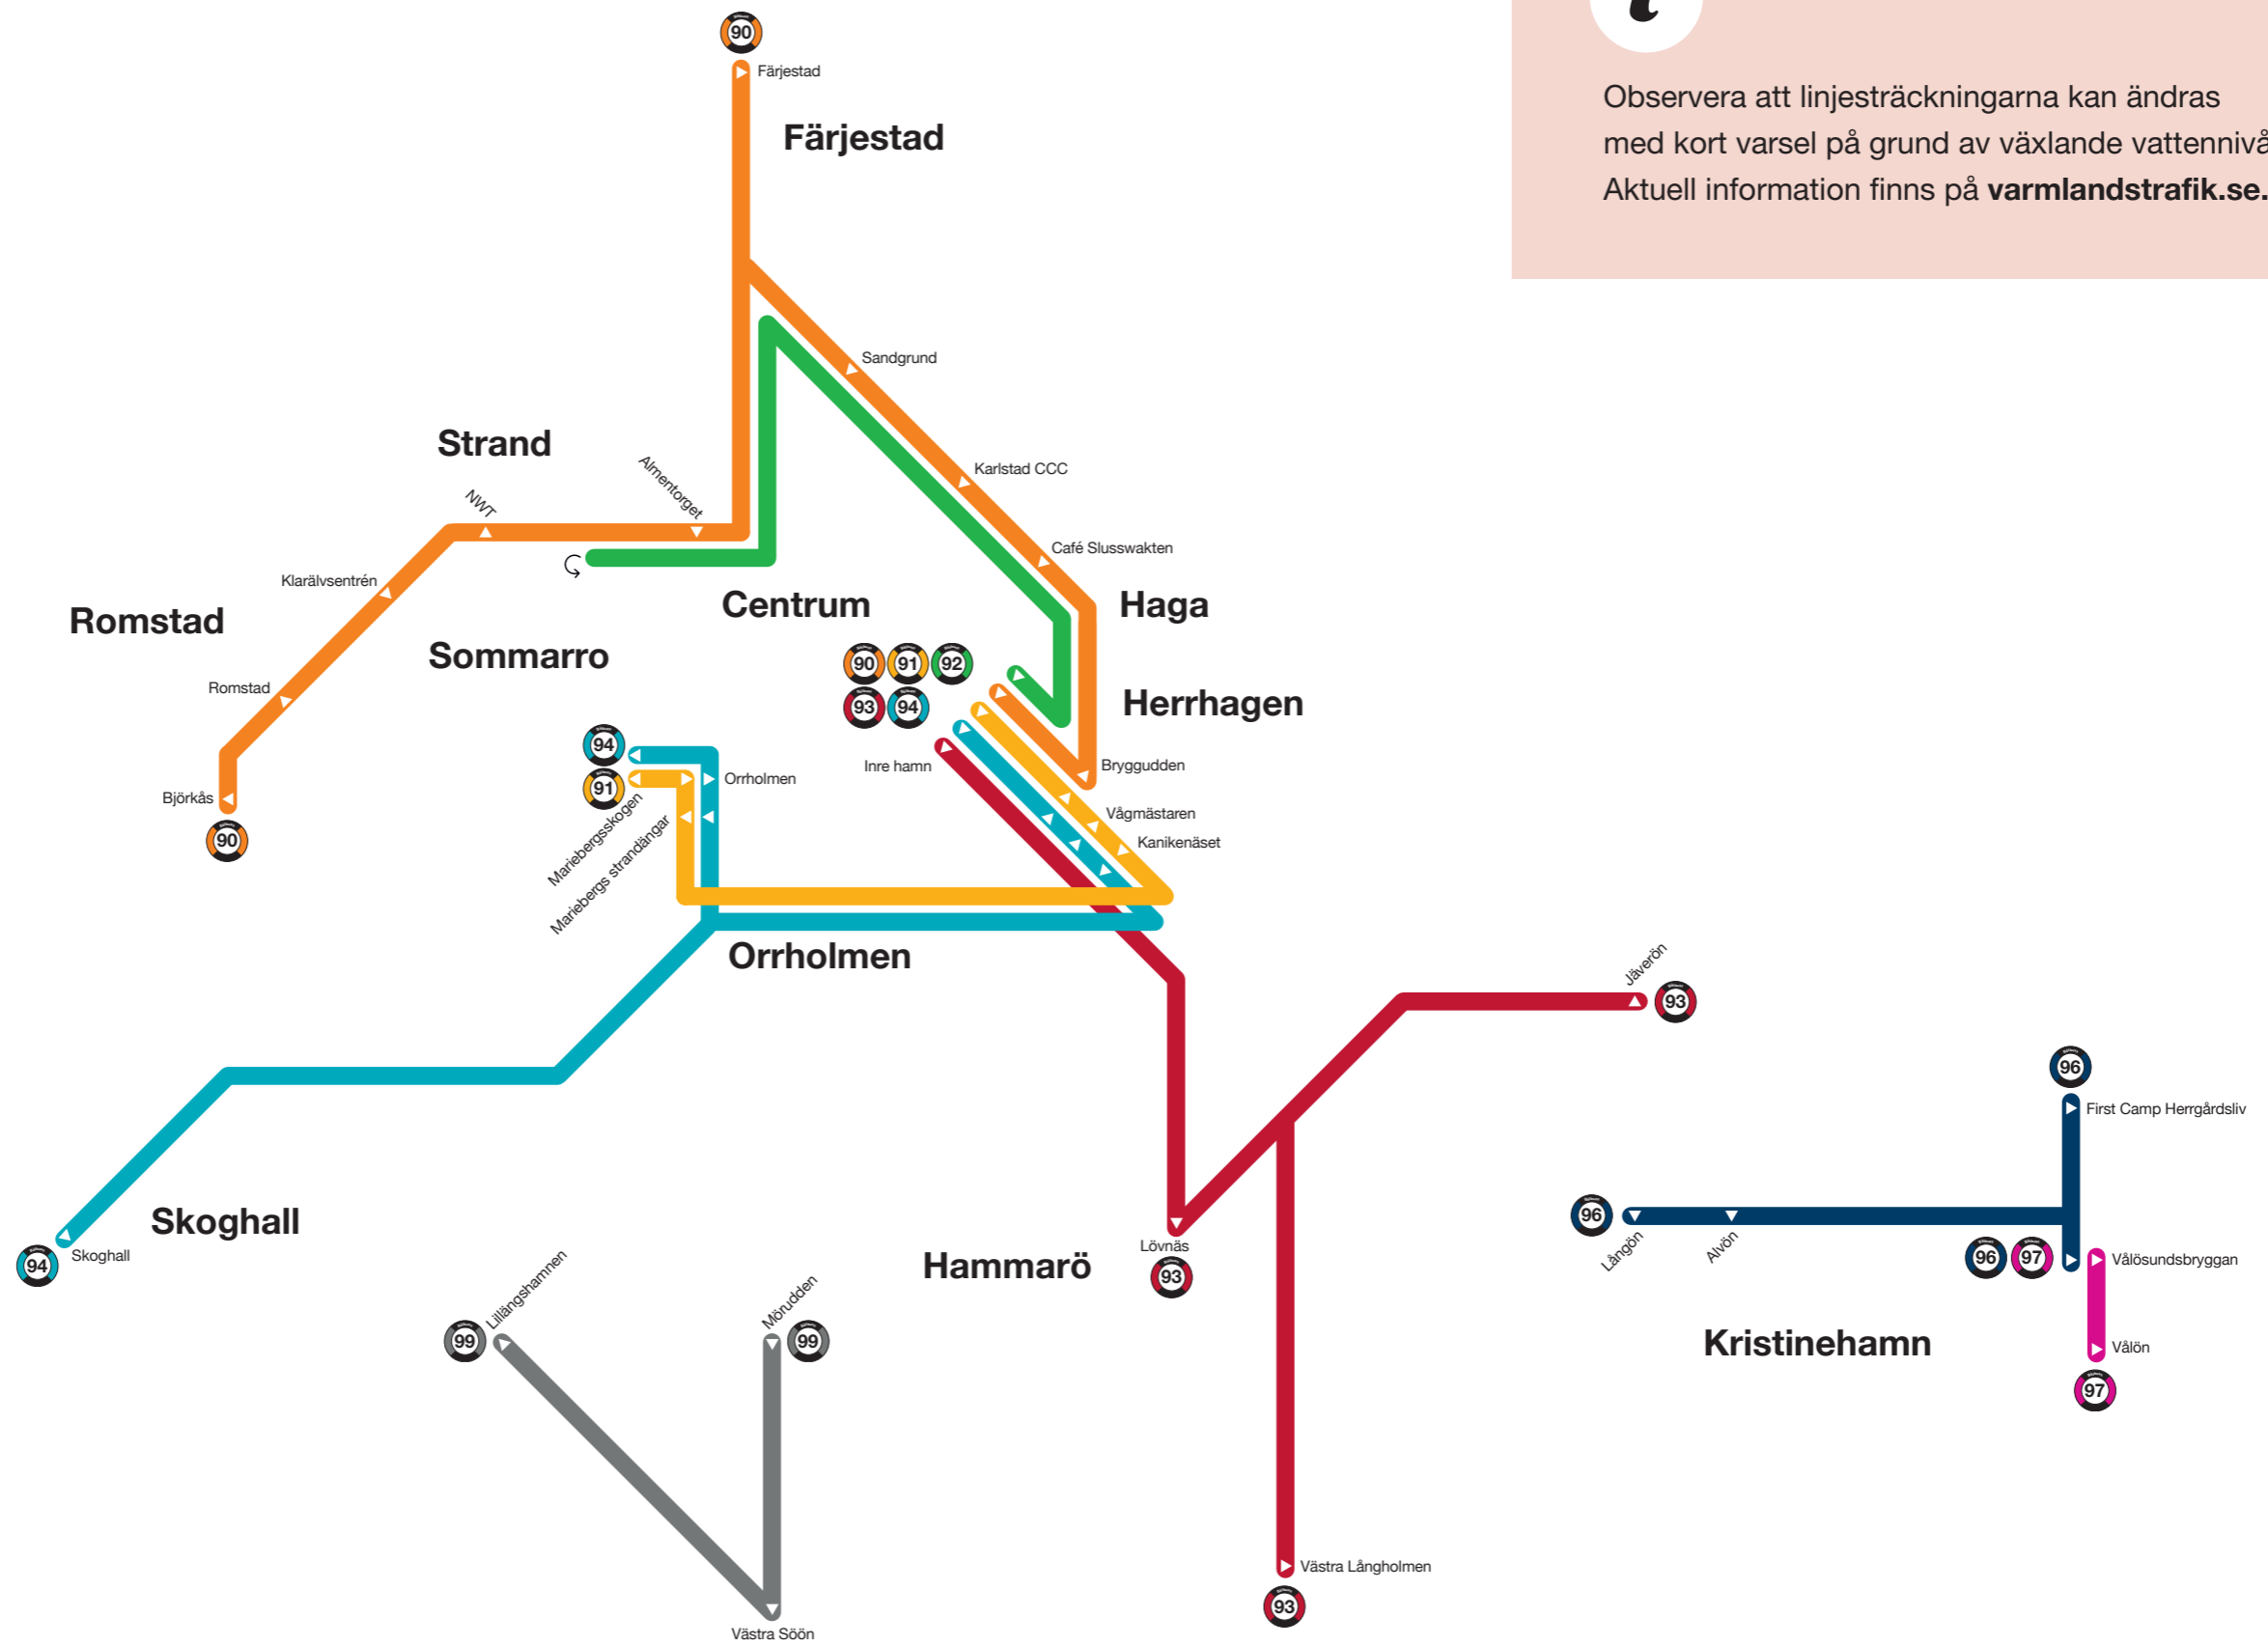 i
Observera att linjesträckningarna kan ändras
med kort varsel på grund av växlande vattennivå
Aktuell information finns på varmlandstrafik.se.
90
Färjestad
Färjestad
Sandgrund
Strand
Almentorget
NWT
Karlstad CCC
Café Slusswakten
Klarälvsentrén
Romstad
Centrum
Haga
Sommarro
90
91
92
93
94
Romstad
Herrhagen
94
91
Inre hamn
Bryggudden
Orrholmen
Björkås
90
Mariebergsskogen
Mariebergs strandängar
Vågmästaren
Kanikenäset
Orrholmen
Jäverön
93
96
First Camp Herrgårdsliv
Skoghall
Skoghall
94
96
Långön
Alvön
Lövnäs
93
Hammarö
96
97
Vålösundsbryggan
Lillängshamnen
99
Mörudden
99
Kristinehamn
Vålön
97
Västra Långholmen
93
Västra Söön